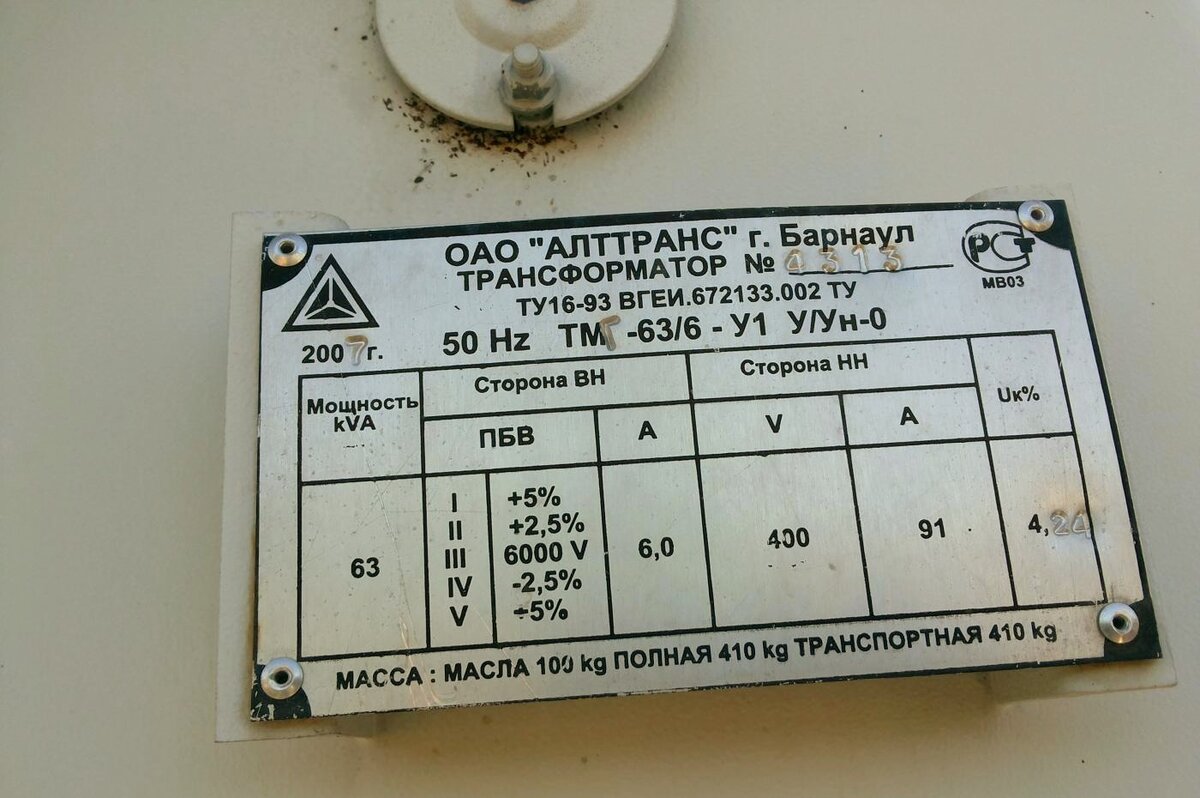 ОАО "АЛТТРАНС" г. Барнаул
ТРАНСФОРМАТОР № 4313
РСТ
МВ03
ТУ16-93 ВГЕИ.672133.002 ТУ
2007г.
50 Hz ТМГ-63/6 - У1 У/Ун-0
Мощность kVA
Сторона ВН
Сторона НН
Uк%
ПБВ
А
V
А
63
I +5%
II +2,5%
III 6000 V
IV -2,5%
V -5%
6,0
400
91
4,24
МАССА : МАСЛА 100 kg ПОЛНАЯ 410 kg ТРАНСПОРТНАЯ 410 kg